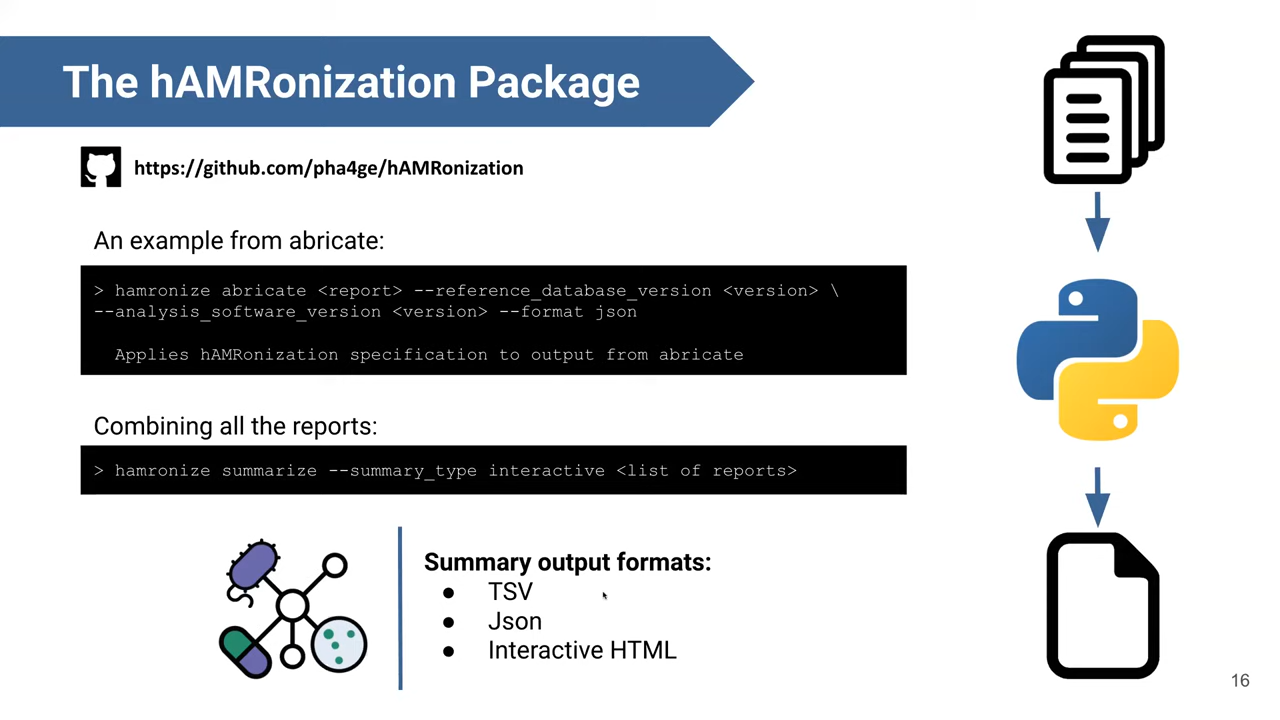 The hAMRonization Package
https://github.com/pha4ge/hAMRonization
An example from abricate:
> hamronize abricate <report> --reference_database_version <version> \
--analysis_software_version <version> --format json
Applies hAMRonization specification to output from abricate
Combining all the reports:
> hamronize summarize --summary_type interactive <list of reports>
Summary output formats:
● TSV
● Json
● Interactive HTML
16